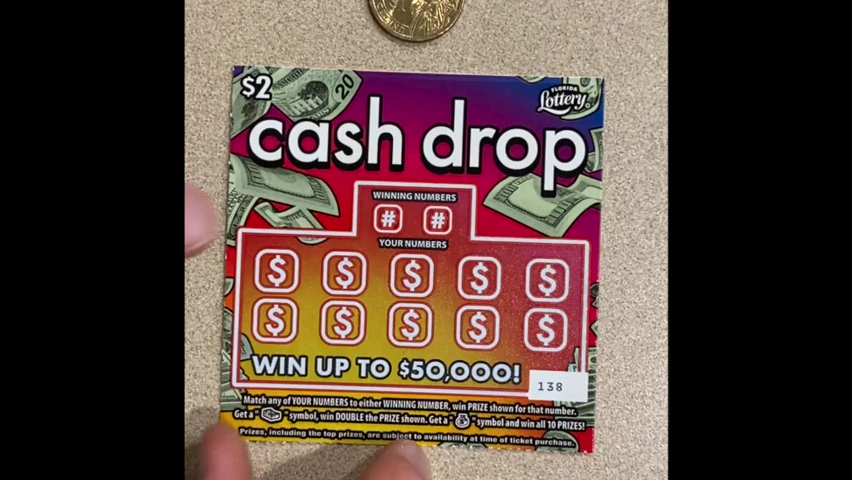 $2
20
FLORIDA
Lottery
cash drop
WINNING NUMBERS
# #
YOUR NUMBERS
$ $ $ $ $
$ $ $ $ $
WIN UP TO $50,000!
138
Match any of YOUR NUMBERS to either WINNING NUMBER, win PRIZE shown for that number.
Get a " " symbol, win DOUBLE the PRIZE shown. Get a " " symbol and win all 10 PRIZES!
Prizes, including the top prizes, are subject to availability at time of ticket purchase.